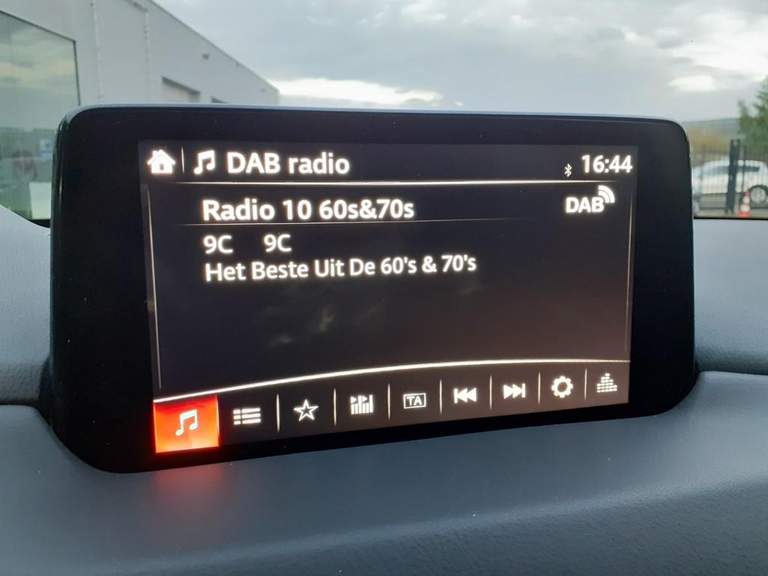 DAB radio 16:44
Radio 10 60s&70s DAB
9C 9C
Het Beste Uit De 60's & 70's
TA